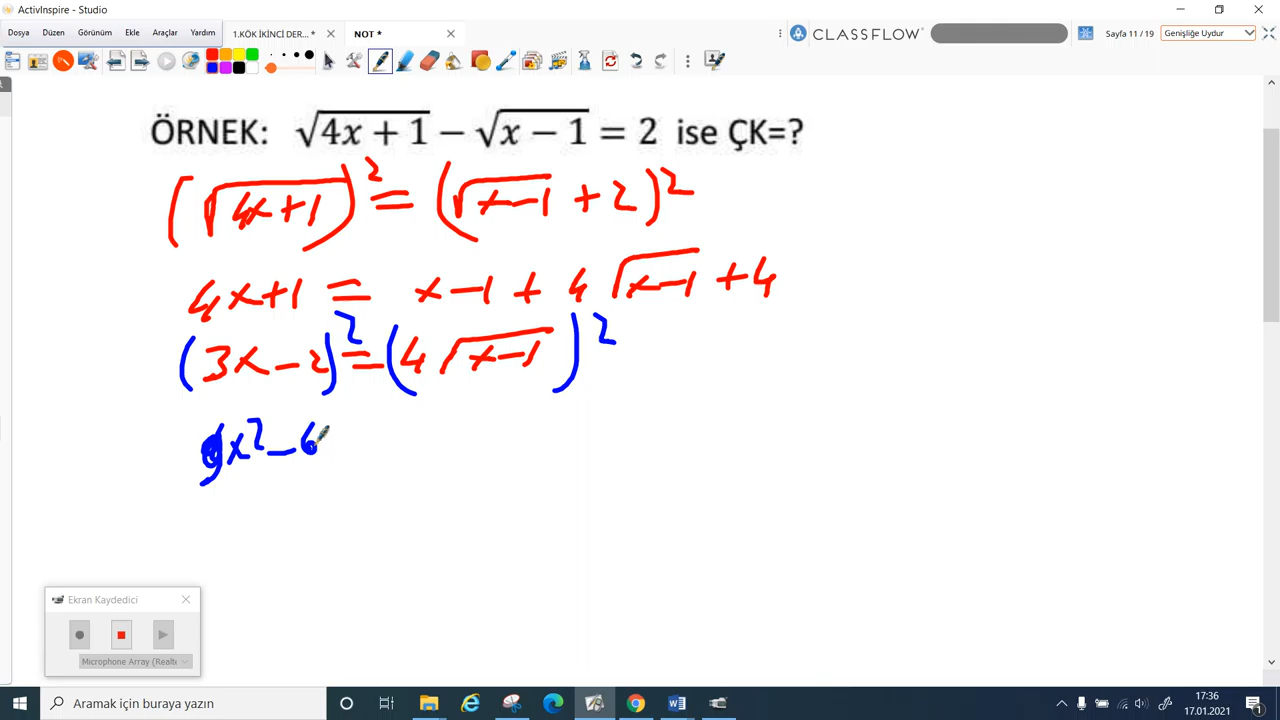 ActivInspire - Studio
Dosya Düzen Görünüm Ekle Araçlar Yardım
1.KÖK İKİNCİ DER... *
NOT *
CLASSFLOW
Sayfa 11 / 19
Genişliğe Uydur
ÖRNEK: √(4x + 1) − √(x − 1) = 2 ise ÇK=?
(√(4x+1))² = (√(x−1) + 2)²
4x+1 = x−1 + 4√(x−1) + 4
(3x−2)² = (4√(x−1))²
9x² − 6
Ekran Kaydedici
Microphone Array (Realte
Aramak için buraya yazın
17:36
17.01.2021
1